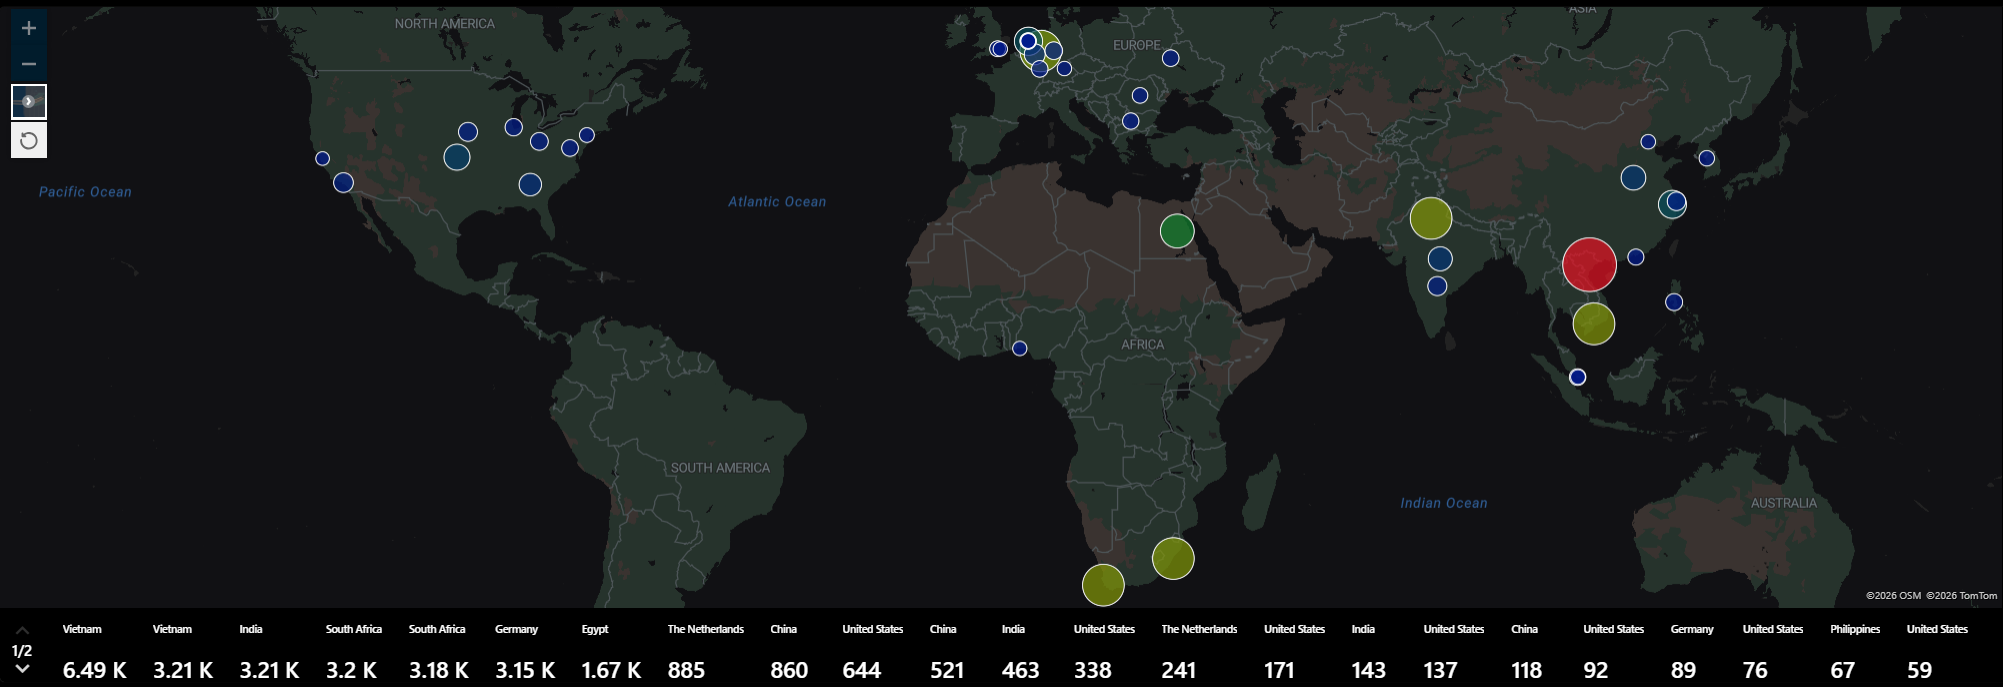 NORTH AMERICA
ASIA
EUROPE
Pacific Ocean
Atlantic Ocean
AFRICA
SOUTH AMERICA
Indian Ocean
AUSTRALIA
©2026 OSM ©2026 TomTom
1/2
Vietnam
6.49 K
Vietnam
3.21 K
India
3.21 K
South Africa
3.2 K
South Africa
3.18 K
Germany
3.15 K
Egypt
1.67 K
The Netherlands
885
China
860
United States
644
China
521
India
463
United States
338
The Netherlands
241
United States
171
India
143
United States
137
China
118
United States
92
Germany
89
United States
76
Philippines
67
United States
59